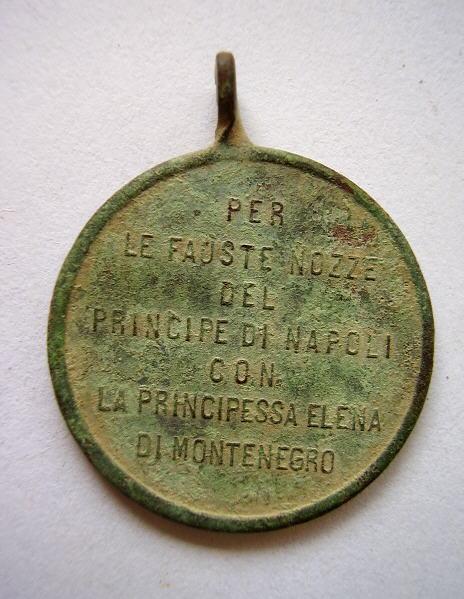 PER
LE FAUSTE NOZZE
DEL
PRINCIPE DI NAPOLI
CON
LA PRINCIPESSA ELENA
DI MONTENEGRO